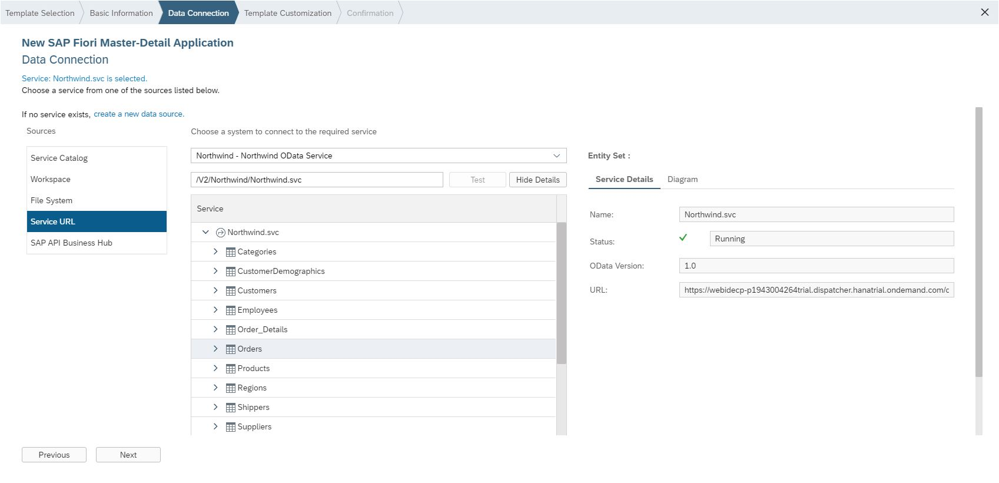 Template Selection
Basic Information
Data Connection
Template Customization
Confirmation
New SAP Fiori Master-Detail Application
Data Connection
Service: Northwind.svc is selected.
Choose a service from one of the sources listed below.
If no service exists, create a new data source.
Sources
Service Catalog
Workspace
File System
Service URL
SAP API Business Hub
Choose a system to connect to the required service
Northwind - Northwind OData Service
/V2/Northwind/Northwind.svc
Test
Hide Details
Service
Northwind.svc
Categories
CustomerDemographics
Customers
Employees
Order_Details
Orders
Products
Regions
Shippers
Suppliers
Entity Set :
Service Details
Diagram
Name:
Northwind.svc
Status:
Running
OData Version:
1.0
URL:
https://webidecp-p1943004264trial.dispatcher.hanatrial.ondemand.com/c
Previous
Next